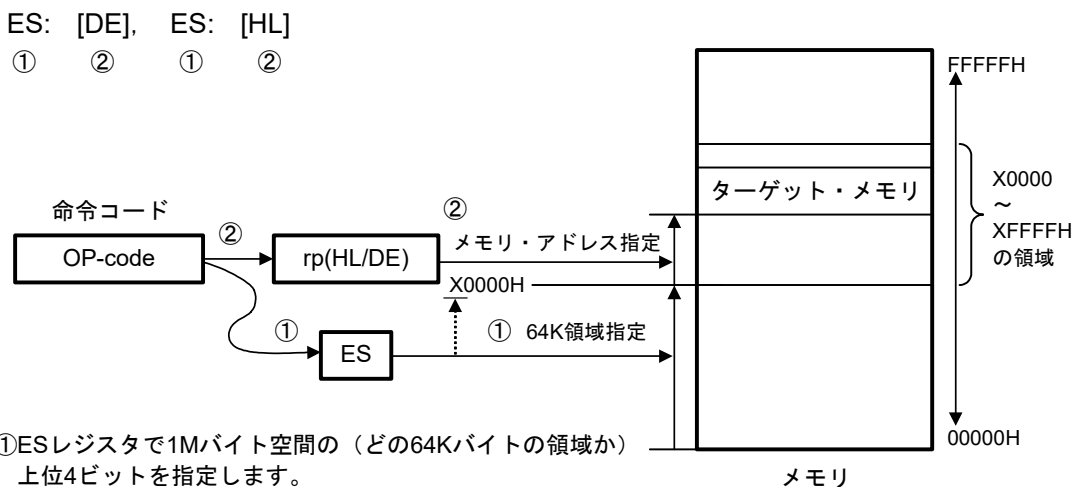 ES: [DE], ES: [HL]
① ② ① ②
FFFFFH
ターゲット・メモリ
X0000
～
XFFFFH
の領域
命令コード
②
②
OP-code
rp(HL/DE)
メモリ・アドレス指定
X0000H
①
① 64K領域指定
ES
00000H
①ESレジスタで1Mバイト空間の（どの64Kバイトの領域か）
上位4ビットを指定します。
メモリ